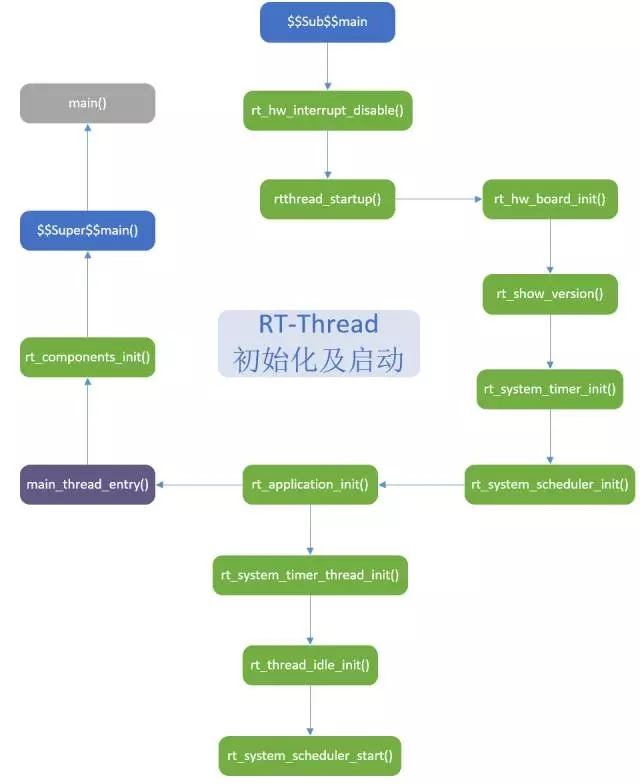 $$Sub$$main
main()
rt_hw_interrupt_disable()
rtthread_startup()
rt_hw_board_init()
$$Super$$main()
rt_show_version()
RT-Thread
初始化及启动
rt_components_init()
rt_system_timer_init()
main_thread_entry()
rt_application_init()
rt_system_scheduler_init()
rt_system_timer_thread_init()
rt_thread_idle_init()
rt_system_scheduler_start()